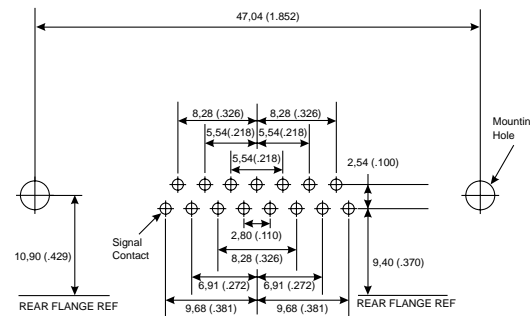 47,04 (1.852)
8,28 (.326) 8,28 (.326)
5,54(.218) 5,54(.218)
5,54(.218)
2,54 (.100)
Mountin
Hole
Signal
Contact
2,80 (.110)
8,28 (.326)
10,90 (.429)
9,40 (.370)
6,91 (.272) 6,91 (.272)
REAR FLANGE REF
REAR FLANGE REF
9,68 (.381) 9,68 (.381)